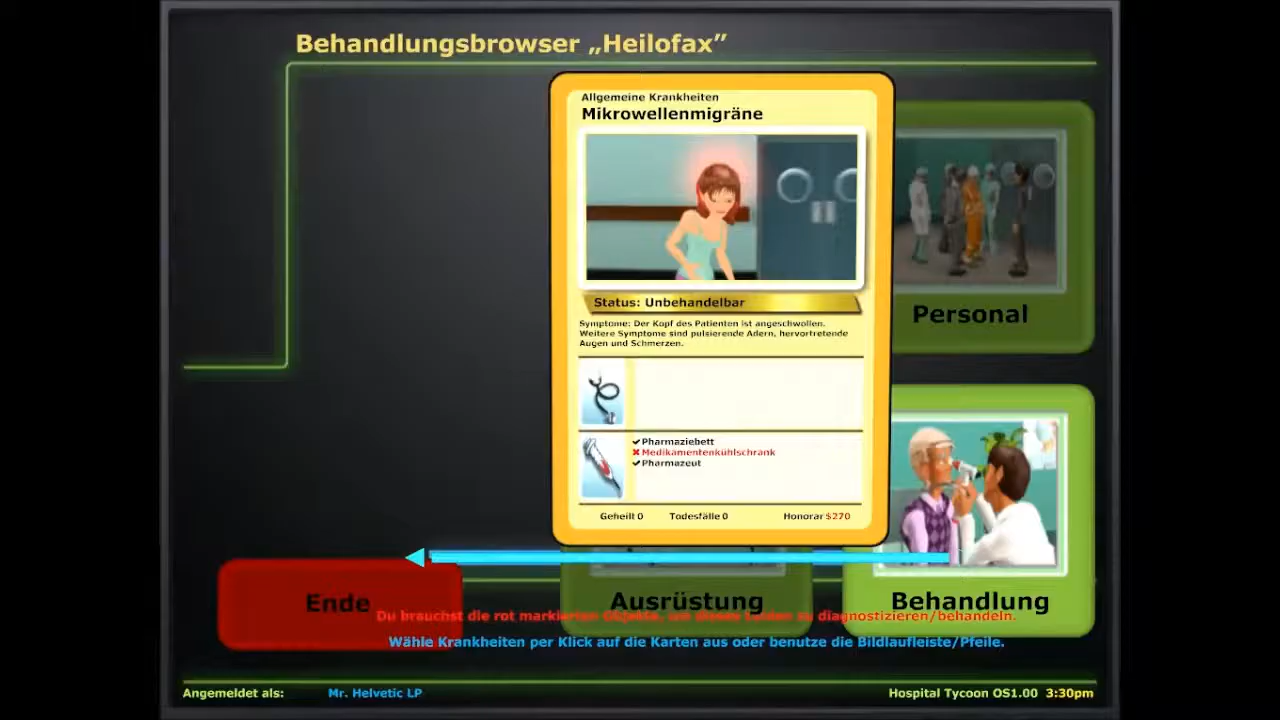 Behandlungsbrowser „Heilofax”
Allgemeine Krankheiten
Mikrowellenmigräne
Status: Unbehandelbar
Symptome: Der Kopf des Patienten ist angeschwollen.
Weitere Symptome sind pulsierende Adern, hervortretende
Augen und Schmerzen.
Pharmaziebett
Medikamentenkühlschrank
Pharmazeut
Geheilt 0 Todesfälle 0 Honorar $270
Personal
Ende
Ausrüstung
Behandlung
Du brauchst die rot markierten Objekte, um dieses Leiden zu diagnostizieren/behandeln.
Wähle Krankheiten per Klick auf die Karten aus oder benutze die Bildlaufleiste/Pfeile.
Angemeldet als: Mr. Helvetic LP
Hospital Tycoon OS1.00 3:30pm